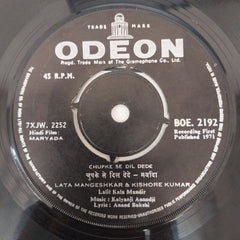 TRADE MARK
ODEON
Regd. Trade Mark of The Gramophone Co. Ltd.
45 R.P.M.
7XJW. 2252
BOE. 2192
Hindi Film:
MARYADA
Recording First
Published 1971
CHUPKE SE DIL DEDE
चुपके से दिल देदे - मर्यादा
LATA MANGESHKAR & KISHORE KUMAR
Lalit Kala Mandir
Music : Kalyanji Anandji
Lyric : Anand Bakshi